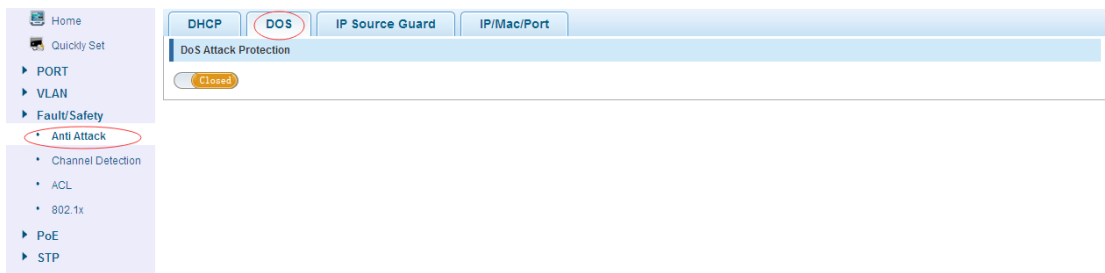 Home
Quickly Set
PORT
VLAN
Fault/Safety
Anti Attack
Channel Detection
ACL
802.1x
PoE
STP
DHCP
DOS
IP Source Guard
IP/Mac/Port
DoS Attack Protection
Closed